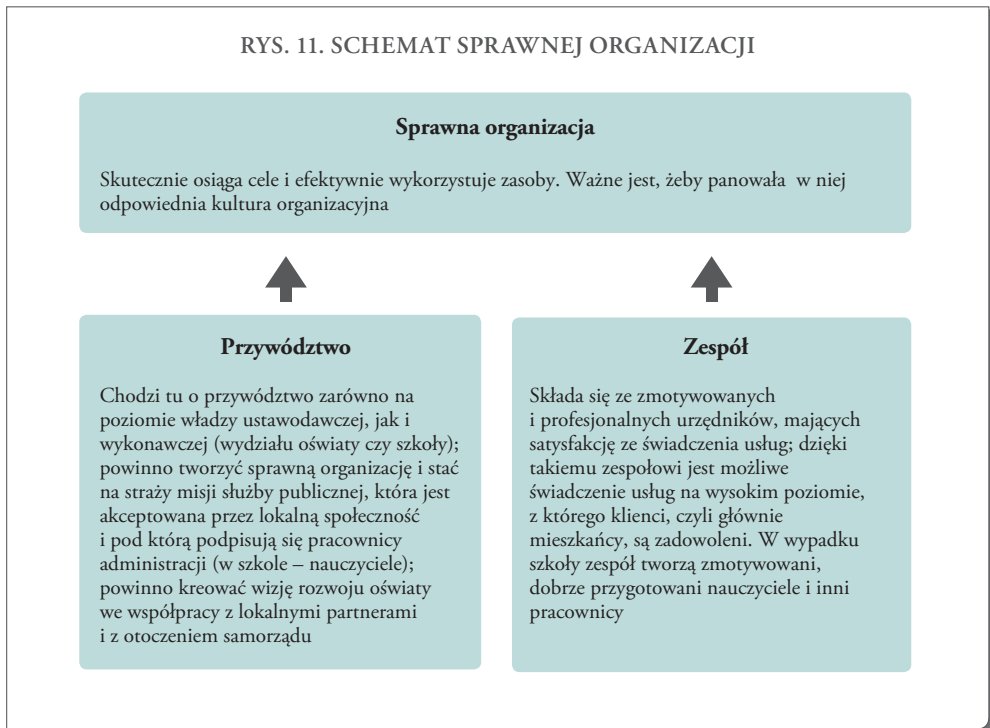 RYS. 11. SCHEMAT SPRAWNEJ ORGANIZACJI
Sprawna organizacja
Skutecznie osiąga cele i efektywnie wykorzystuje zasoby. Ważne jest, żeby panowała w niej
odpowiednia kultura organizacyjna
Przywództwo
Chodzi tu o przywództwo zarówno na
poziomie władzy ustawodawczej, jak i
wykonawczej (wydziału oświaty czy szkoły);
powinno tworzyć sprawną organizację i stać
na straży misji służby publicznej, która jest
akceptowana przez lokalną społeczność
i pod którą podpisują się pracownicy
administracji (w szkole – nauczyciele);
powinno kreować wizję rozwoju oświaty
we współpracy z lokalnymi partnerami
i z otoczeniem samorządu
Zespół
Składa się ze zmotywowanych
i profesjonalnych urzędników, mających
satysfakcję ze świadczenia usług; dzięki
takiemu zespołowi jest możliwe
świadczenie usług na wysokim poziomie,
z którego klienci, czyli głównie
mieszkańcy, są zadowoleni. W wypadku
szkoły zespół tworzą zmotywowani,
dobrze przygotowani nauczyciele i inni
pracownicy